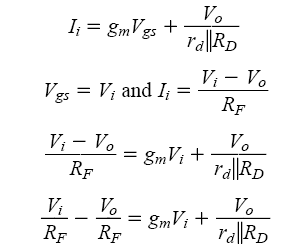 I_i = g_m V_gs + V_o / (r_d‖R_D)
V_gs = V_i and I_i = (V_i − V_o) / R_F
(V_i − V_o) / R_F = g_m V_i + V_o / (r_d‖R_D)
V_i / R_F − V_o / R_F = g_m V_i + V_o / (r_d‖R_D)